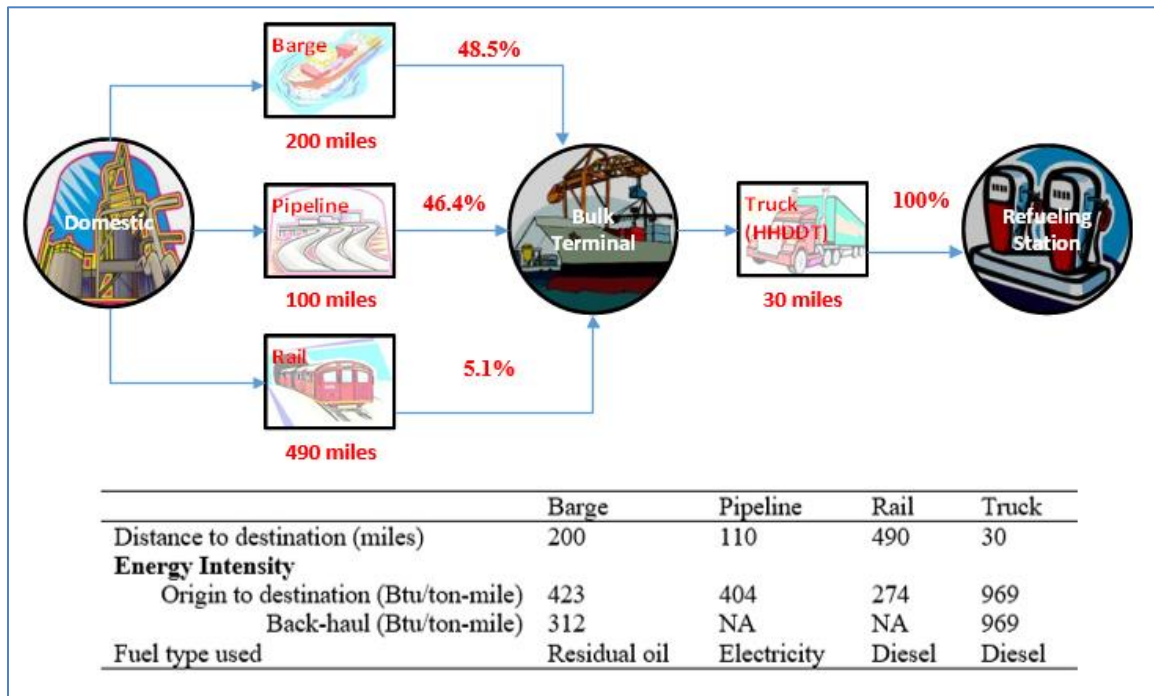 Barge
48.5%
200 miles
Domestic
Pipeline
46.4%
100 miles
Bulk
Terminal
Truck
(HHDDT)
30 miles
100%
Refueling
Station
Rail
5.1%
490 miles
Barge Pipeline Rail Truck
Distance to destination (miles) 200 110 490 30
Energy Intensity
Origin to destination (Btu/ton-mile) 423 404 274 969
Back-haul (Btu/ton-mile) 312 NA NA 969
Fuel type used Residual oil Electricity Diesel Diesel